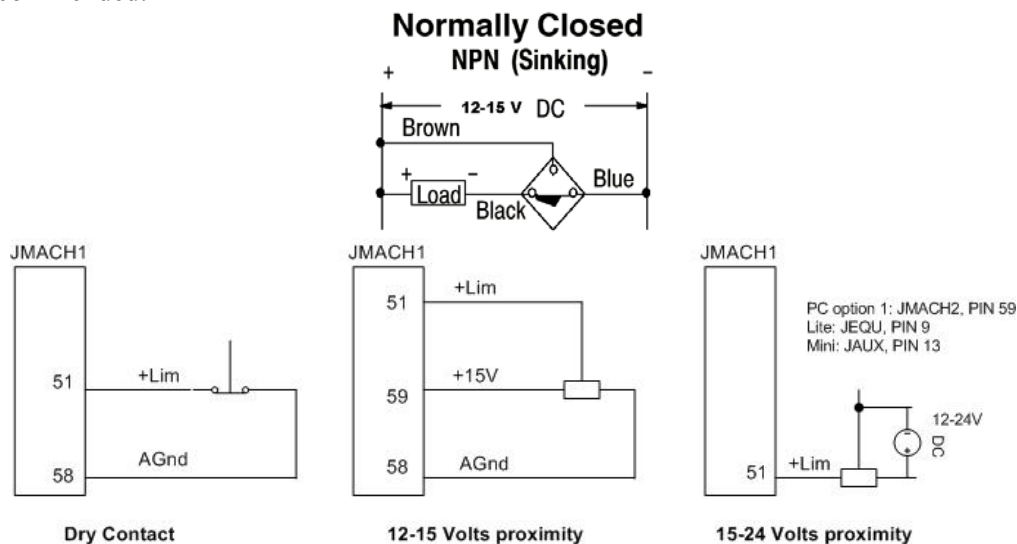 Normally Closed
NPN (Sinking)
+ −
12-15 V DC
Brown
+ −
Load
Black
Blue
JMACH1
51
+Lim
58
AGnd
Dry Contact
JMACH1
51
+Lim
59
+15V
58
AGnd
12-15 Volts proximity
JMACH1
PC option 1: JMACH2, PIN 59
Lite: JEQU, PIN 9
Mini: JAUX, PIN 13
12-24V
DC
51
+Lim
15-24 Volts proximity